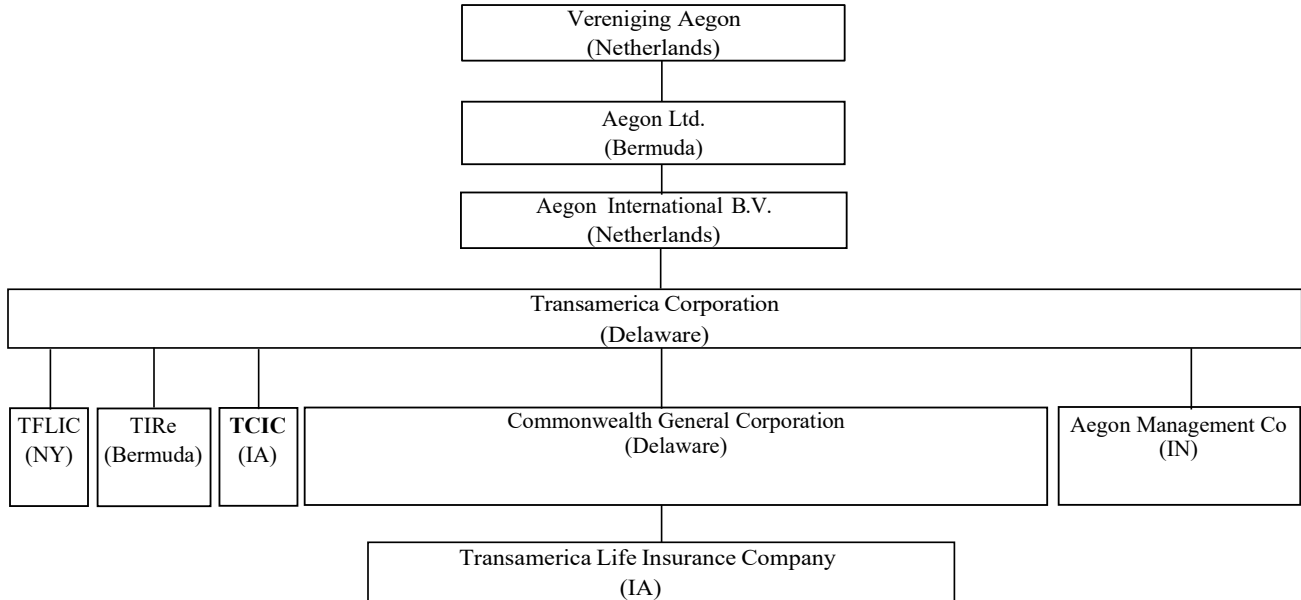 Vereniging Aegon
(Netherlands)
Aegon Ltd.
(Bermuda)
Aegon International B.V.
(Netherlands)
Transamerica Corporation
(Delaware)
TFLIC
(NY)
TIRe
(Bermuda)
TCIC
(IA)
Commonwealth General Corporation
(Delaware)
Aegon Management Co
(IN)
Transamerica Life Insurance Company
(IA)